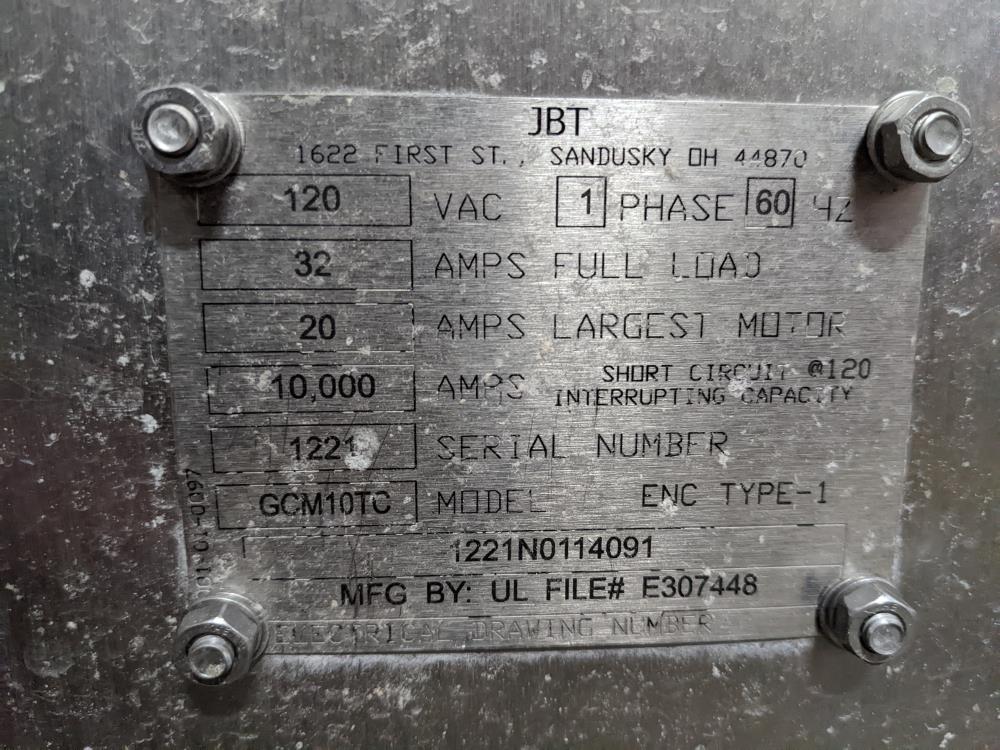 JBT
1622 FIRST ST., SANDUSKY OH 44870
120 VAC 1 PHASE 60 HZ
32 AMPS FULL LOAD
20 AMPS LARGEST MOTOR
10,000 AMPS SHORT CIRCUIT @120
INTERRUPTING CAPACITY
1221 SERIAL NUMBER
GCM10TC MODEL ENC TYPE-1
1221N0114091
MFG BY: UL FILE# E307448
ELECTRICAL DRAWING NUMBER